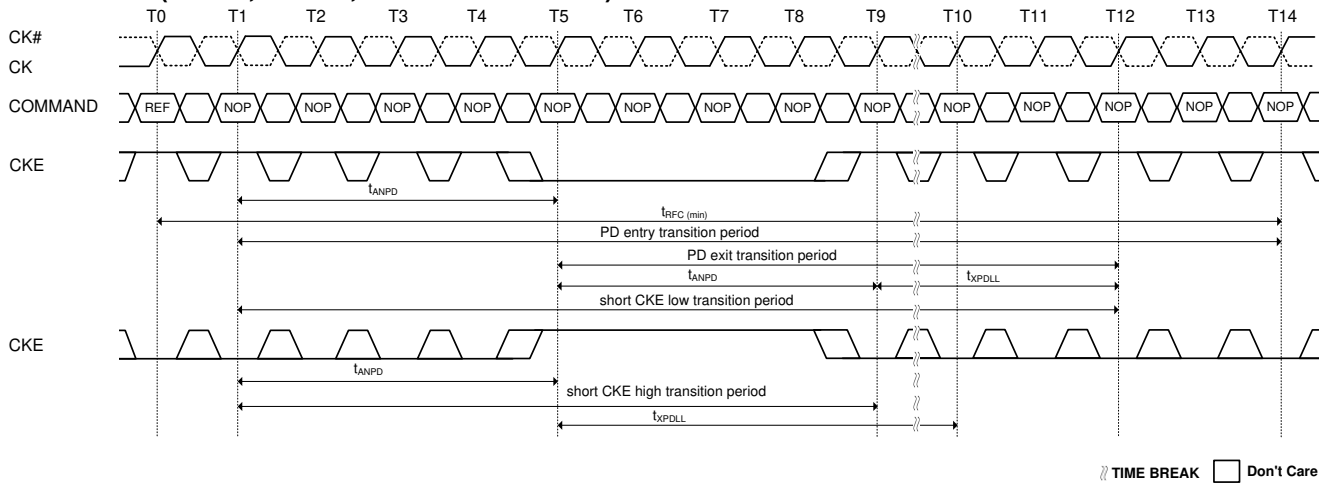 T0 T1 T2 T3 T4 T5 T6 T7 T8 T9 T10 T11 T12 T13 T14
CK#
CK
COMMAND REF NOP NOP NOP NOP NOP NOP NOP NOP NOP NOP NOP NOP NOP NOP
CKE
tANPD
tRFC (min)
PD entry transition period
PD exit transition period
tANPD tXPDLL
short CKE low transition period
CKE
tANPD
short CKE high transition period
tXPDLL
TIME BREAK Don't Care